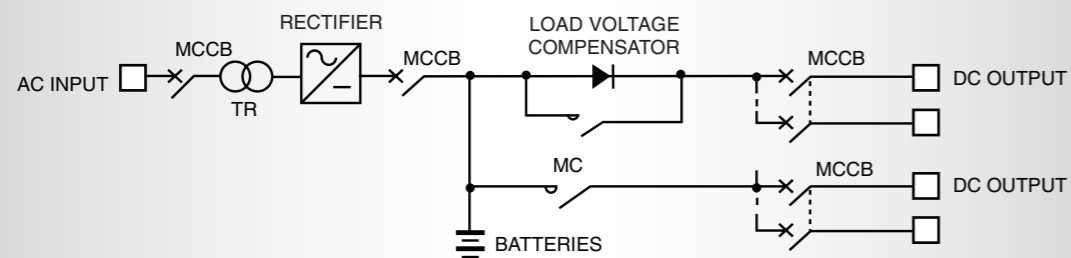 RECTIFIER
LOAD VOLTAGE
COMPENSATOR
MCCB
MCCB
MCCB
AC INPUT
TR
DC OUTPUT
MC
MCCB
DC OUTPUT
BATTERIES